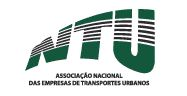 NTU
ASSOCIAÇÃO NACIONAL
DAS EMPRESAS DE TRANSPORTES URBANOS